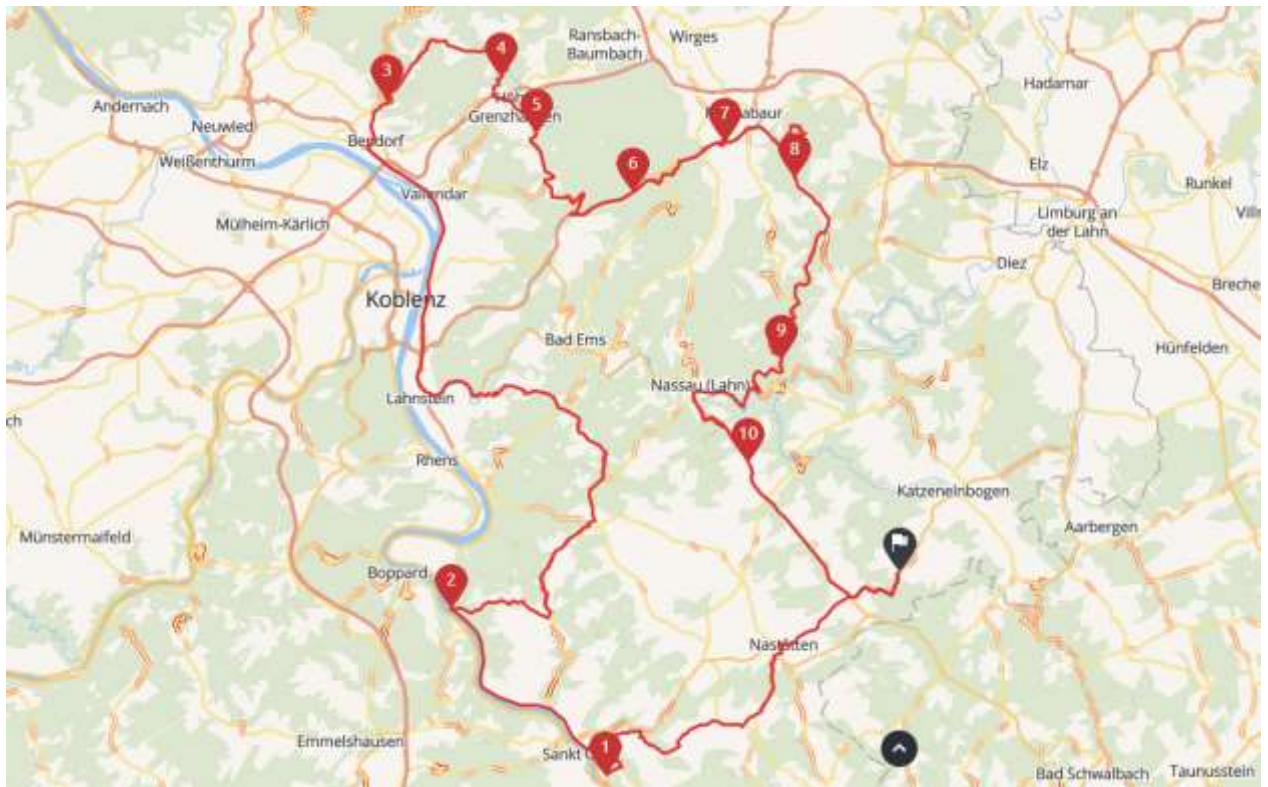 Ransbach-
Baumbach
Wirges
4
3
Hadamar
Andernach
5
Grenzhausen
7
Neuwied
Bendorf
8
Weißenthurm
6
Elz
Runkel
Vallendar
Mülheim-Kärlich
Limburg an
der Lahn
Diez
Koblenz
Breche
9
Bad Ems
Hünfelden
Nassau (Lahn)
Lahnstein
ch
10
Rhens
Katzenelnbogen
Aarbergen
Münstermaifeld
Boppard
2
Nastätten
Emmelshausen
Sankt
1
Bad Schwalbach
Taunusstein